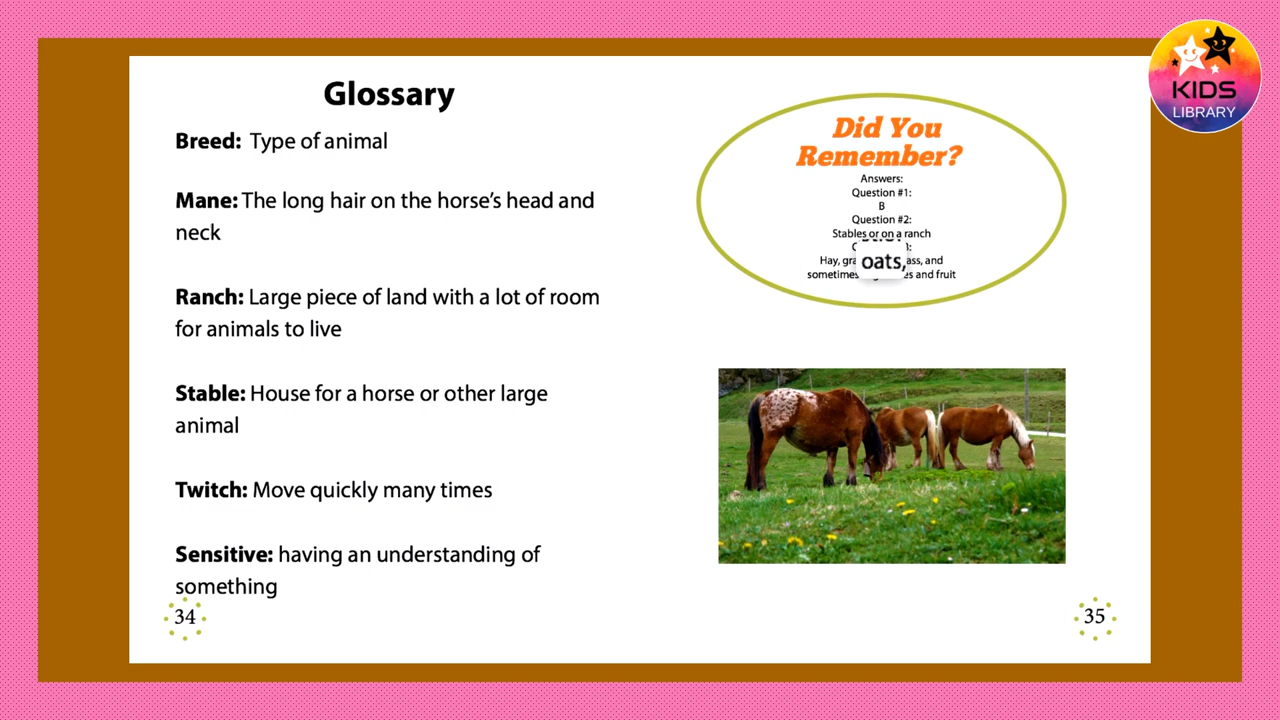 Glossary
Breed: Type of animal
Mane: The long hair on the horse's head and
neck
Ranch: Large piece of land with a lot of room
for animals to live
Stable: House for a horse or other large
animal
Twitch: Move quickly many times
Sensitive: having an understanding of
something
34
Did You
Remember?
Answers:
Question #1:
B
Question #2:
Stables or on a ranch
Hay, oats, and
sometimes and fruit
35
KIDS
LIBRARY